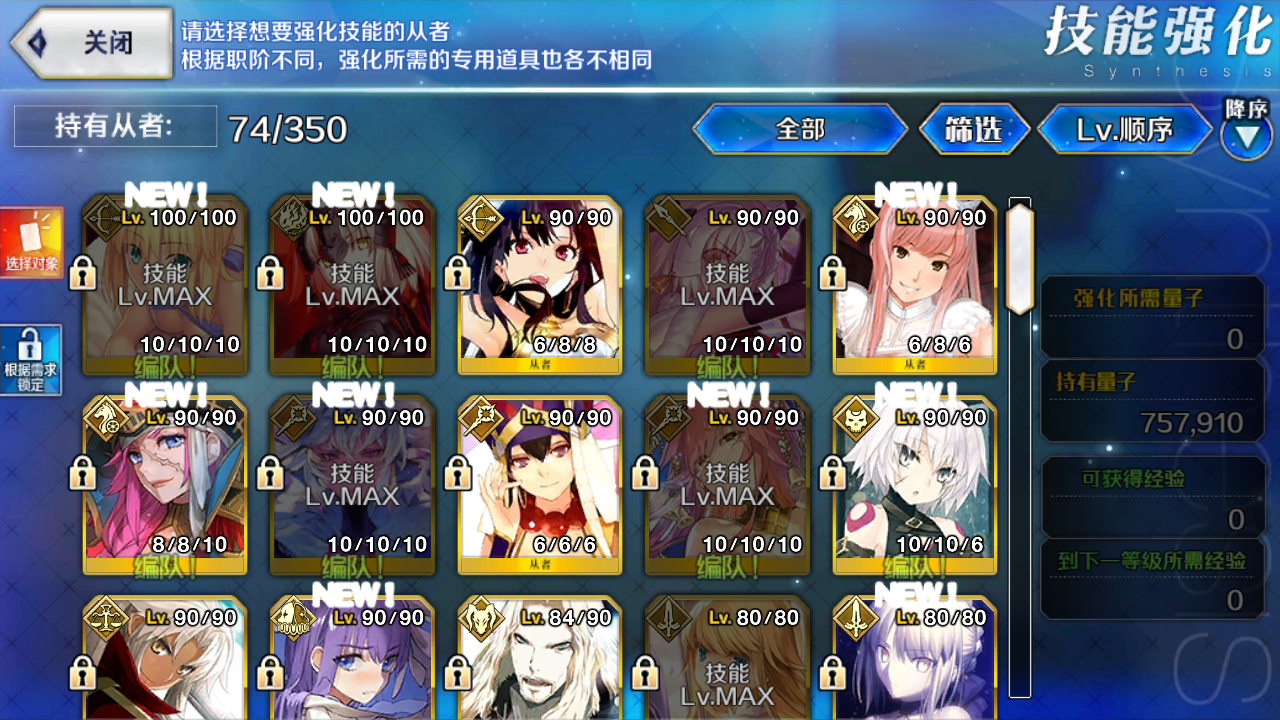 关闭
请选择想要强化技能的从者
根据职阶不同，强化所需的专用道具也各不相同
技能强化
Synthesis
持有从者:
74/350
全部
筛选
Lv.顺序
降序
选择对象
根据需求
锁定
NEW!
NEW!
NEW!
Lv. 100/100
Lv. 100/100
Lv. 90/90
Lv. 90/90
Lv. 90/90
技能
Lv.MAX
技能
Lv.MAX
技能
Lv.MAX
10/10/10
10/10/10
6/8/8
10/10/10
6/8/6
编队!
编队!
从者
编队!
从者
NEW!
NEW!
NEW!
NEW!
Lv. 90/90
Lv. 90/90
Lv. 90/90
Lv. 90/90
Lv. 90/90
技能
Lv.MAX
技能
Lv.MAX
8/8/10
10/10/10
6/6/6
10/10/10
10/10/6
编队!
编队!
从者
编队!
编队!
NEW!
NEW!
Lv. 90/90
Lv. 90/90
Lv. 84/90
Lv. 80/80
Lv. 80/80
技能
Lv.MAX
强化所需量子
0
持有量子
757,910
可获得经验
0
到下一等级所需经验
0